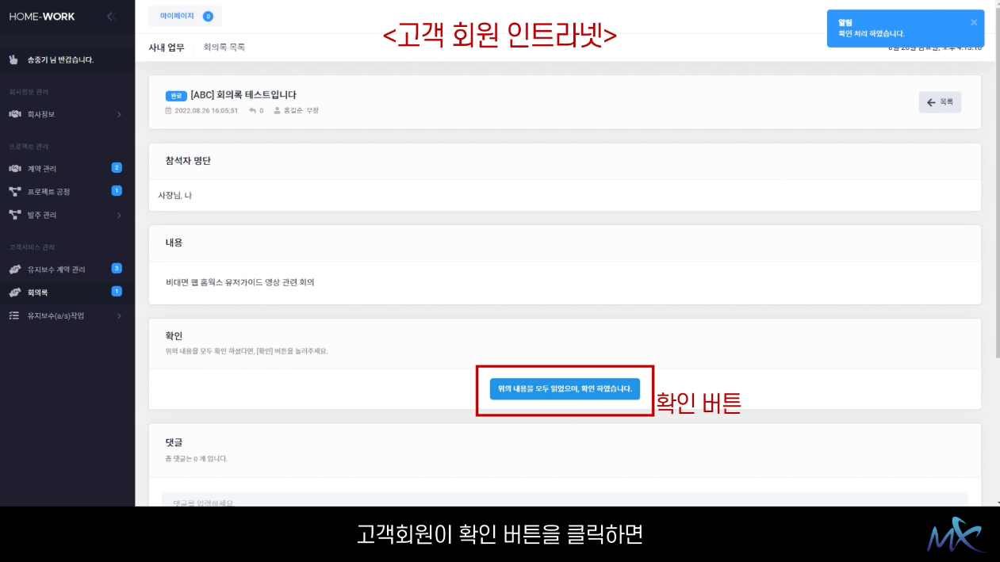 HOME-WORK
마이페이지 0
<고객 회원 인트라넷>
알림
확인 처리 하였습니다.
사내 업무
회의록 목록
송중기 님 반갑습니다.
회사정보 관리
회사정보
프로젝트 관리
계약 관리 2
프로젝트 공정 1
발주 관리
고객서비스 관리
유지보수 계약 관리 3
회의록 1
유지보수(a/s)작업
완료 [ABC] 회의록 테스트입니다
2022.08.26 16:05:51 0 홍길순 부장
목록
참석자 명단
사장님, 나
내용
비대면 웹 홈웍스 유저가이드 영상 관련 회의
확인
위의 내용을 모두 확인 하셨다면, [확인] 버튼을 눌러주세요.
위의 내용을 모두 읽었으며, 확인 하였습니다.
확인 버튼
댓글
총 댓글는 0 개 입니다.
댓글를 입력하세요
고객회원이 확인 버튼을 클릭하면
MX